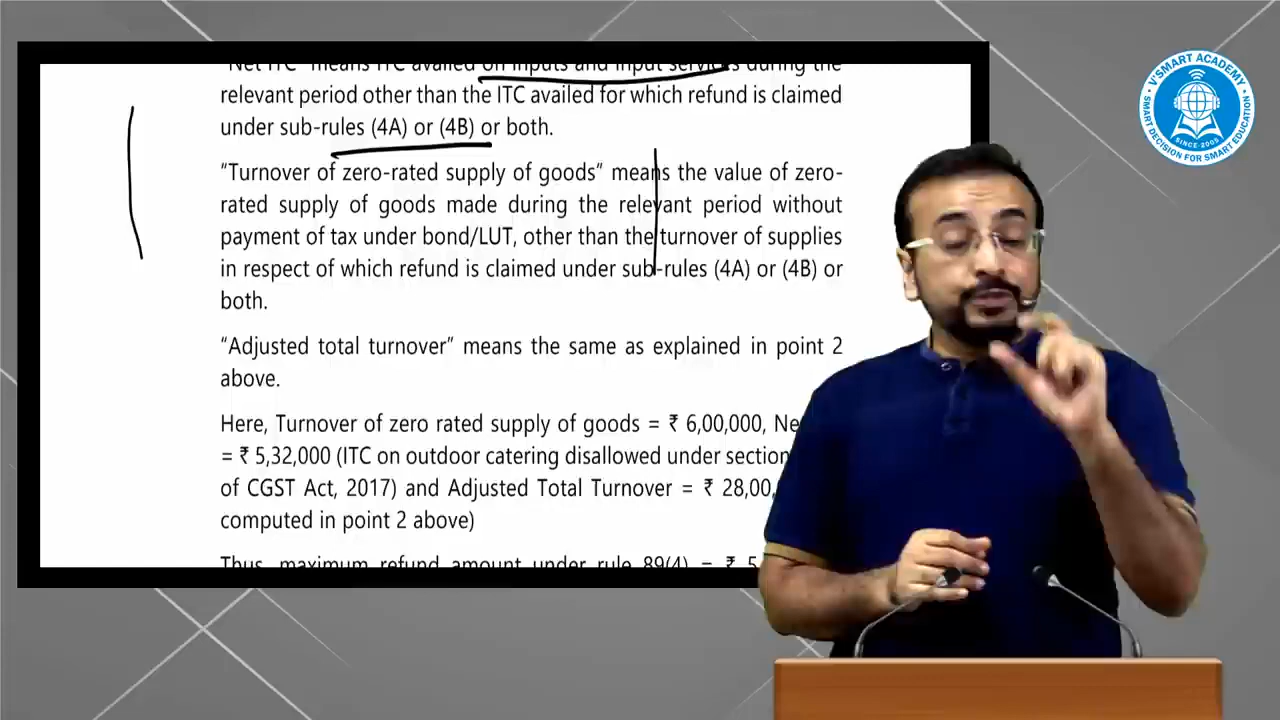 "Net ITC" means ITC availed on inputs and input services during the
relevant period other than the ITC availed for which refund is claimed
under sub-rules (4A) or (4B) or both.
"Turnover of zero-rated supply of goods" means the value of zero-
rated supply of goods made during the relevant period without
payment of tax under bond/LUT, other than the turnover of supplies
in respect of which refund is claimed under sub-rules (4A) or (4B) or
both.
"Adjusted total turnover" means the same as explained in point 2
above.
Here, Turnover of zero rated supply of goods = ₹ 6,00,000, Ne
= ₹ 5,32,000 (ITC on outdoor catering disallowed under section
of CGST Act, 2017) and Adjusted Total Turnover = ₹ 28,00,
computed in point 2 above)
Thus, maximum refund amount under rule 89(4) = ₹ 5
V'SMART ACADEMY
SINCE-2005
SMART DECISION FOR SMART EDUCATION